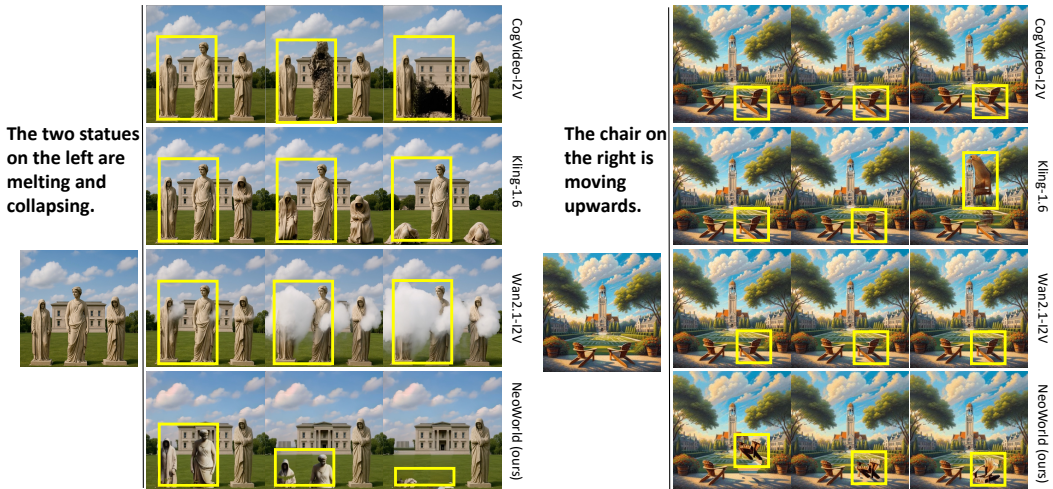 The two statues
on the left are
melting and
collapsing.
CogVideo-I2V
Kling-1.6
Wan2.1-I2V
NeoWorld (ours)
The chair on
the right is
moving
upwards.
CogVideo-I2V
Kling-1.6
Wan2.1-I2V
NeoWorld (ours)